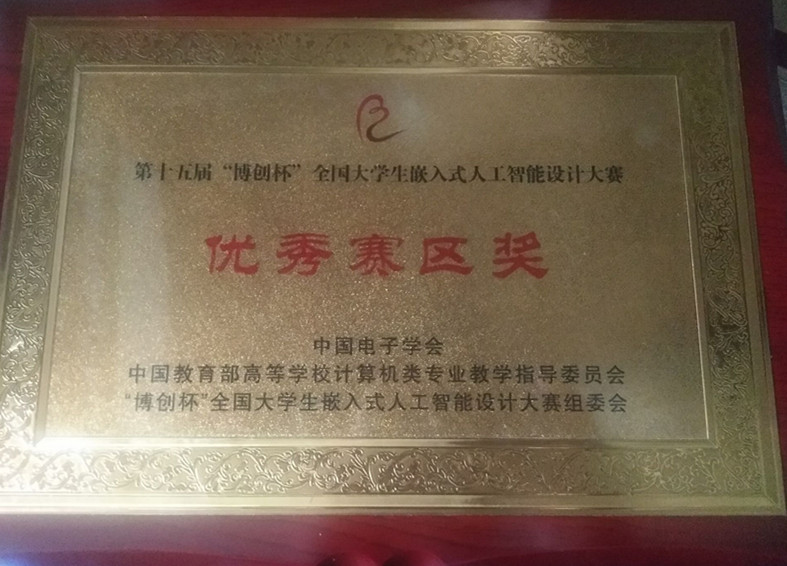 第十五届“博创杯”全国大学生嵌入式人工智能设计大赛
优秀赛区奖
中国电子学会
中国教育部高等学校计算机类专业教学指导委员会
“博创杯”全国大学生嵌入式人工智能设计大赛组委会